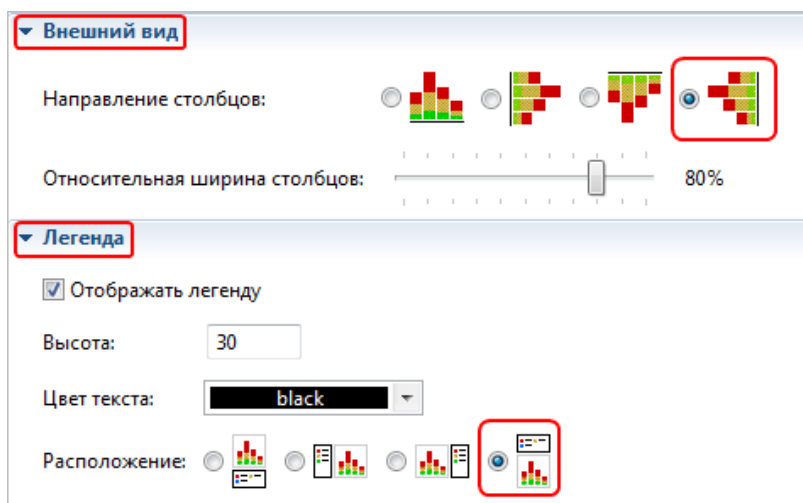 Внешний вид
Направление столбцов:
Относительная ширина столбцов: 80%
Легенда
Отображать легенду
Высота: 30
Цвет текста: black
Расположение: